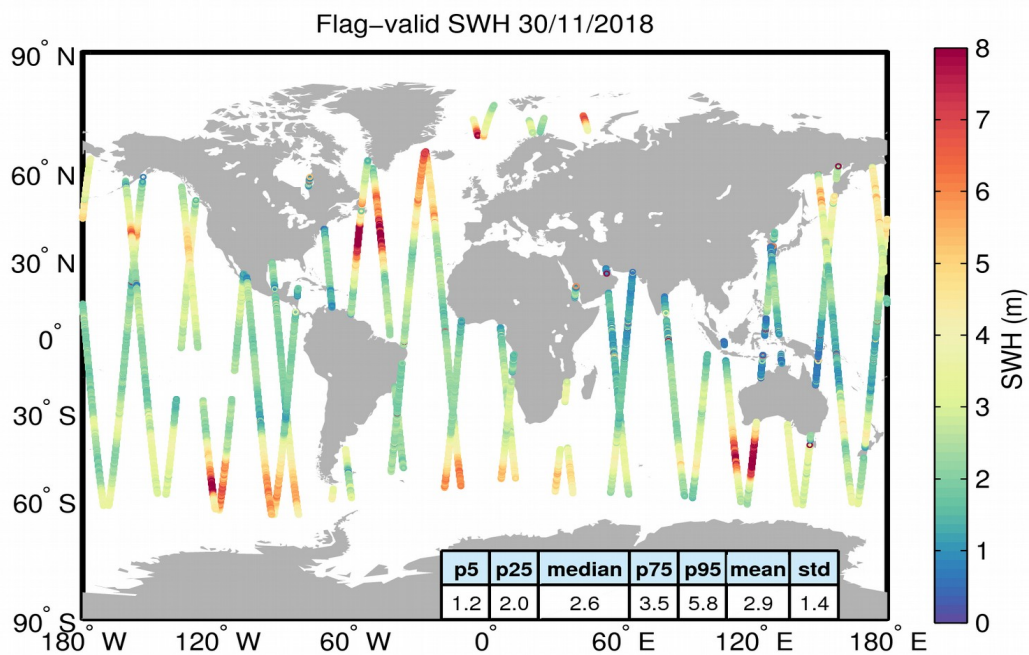 Flag−valid SWH 30/11/2018
90° N
60° N
30° N
0°
30° S
60° S
90° S
180° W
120° W
60° W
0°
60° E
120° E
180° E
p5 p25 median p75 p95 mean std
1.2 2.0 2.6 3.5 5.8 2.9 1.4
8
7
6
5
4
3
2
1
0
SWH (m)